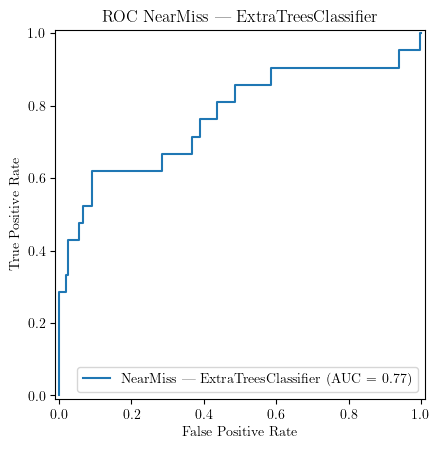 ROC NearMiss — ExtraTreesClassifier
1.0
0.8
0.6
0.4
0.2
0.0
True Positive Rate
NearMiss — ExtraTreesClassifier (AUC = 0.77)
0.0 0.2 0.4 0.6 0.8 1.0
False Positive Rate